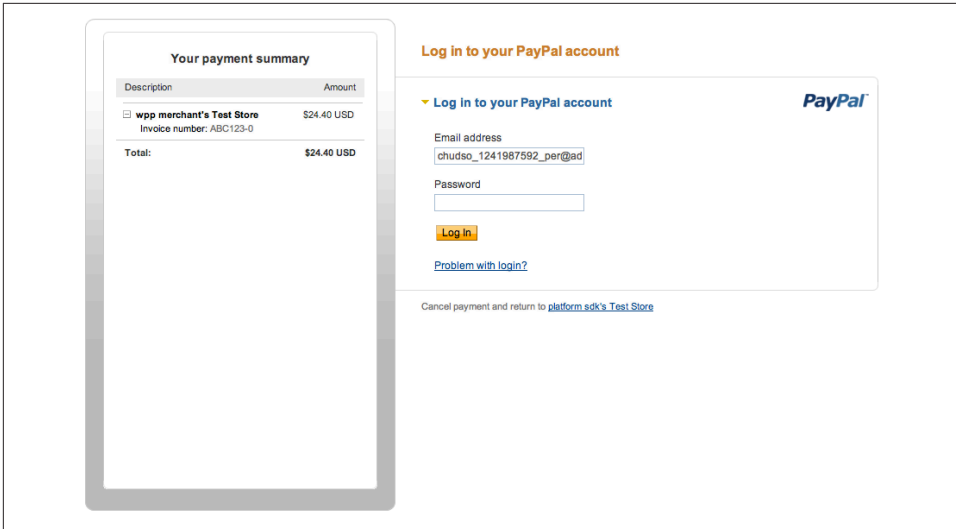 Your payment summary
Description Amount
wpp merchant's Test Store $24.40 USD
Invoice number: ABC123-0
Total: $24.40 USD
Log in to your PayPal account
Log in to your PayPal account
PayPal™
Email address
chudso_1241987592_per@ad
Password
Log In
Problem with login?
Cancel payment and return to platform sdk's Test Store